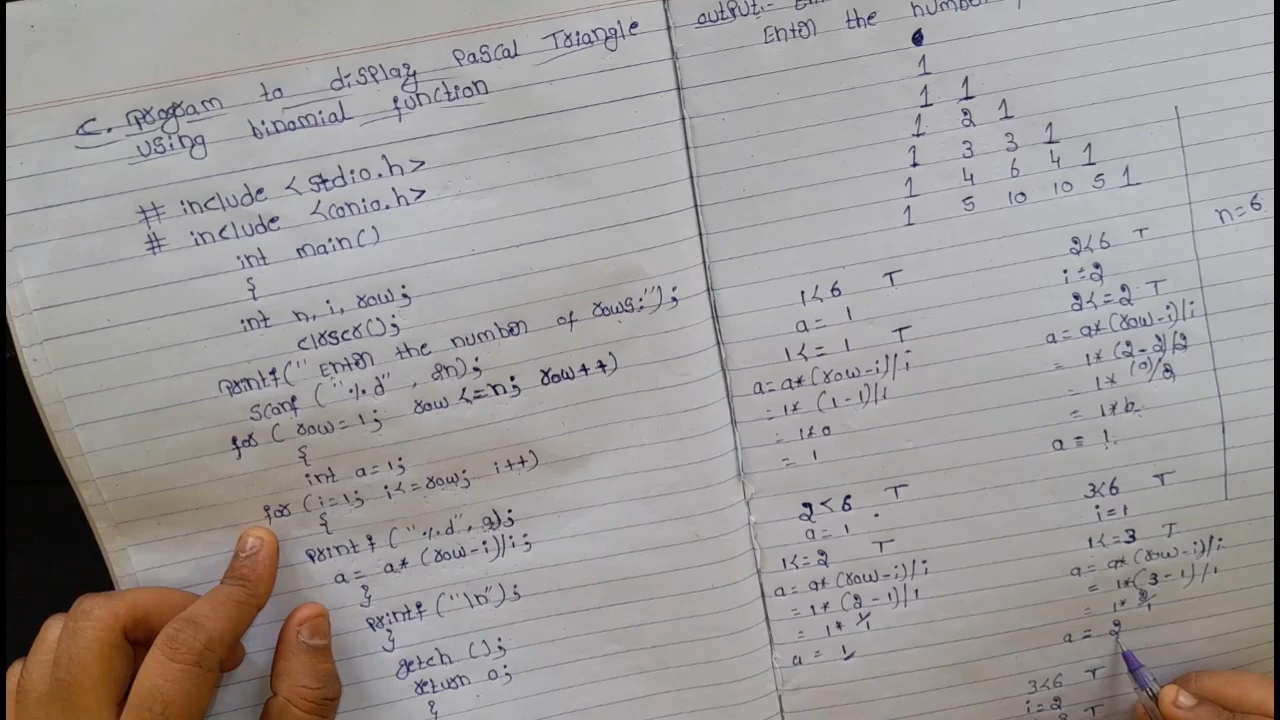 C. program to display pascal Triangle
using binomial function
# include <stdio.h>
# include <conio.h>
int main()
{
int n, i, row;
clrscr();
printf(" Enter the number of rows:");
scanf ("%d", &n);
for ( row = 1; row <=n; row++)
{
int a=1;
for (i=1; i<=row; i++)
{
printf ("%d", a);
a= a* (row-i)/i;
}
printf ("\n");
}
getch ();
return 0;
{
output:-
Enter the number
1
1 1
1 2 1
1 3 3 1
1 4 6 4 1
1 5 10 10 5 1
n=6
1<6 T
a= 1
1<= 1 T
a= a*(row-i)/i
= 1* (1-1)/1
= 1*0
= 1
2<6 T
a= 1
1<=2 T
a= a* (row-i)/i
= 1* (2-1)/1
= 1* 1/1
a = 1
2<6 T
i=2
2<=2 T
a= a*(row-i)/i
= 1* (2-2)/2
= 1* (0)/2
= 1*0
a = 1
3<6 T
i=1
1<=3 T
a= a*(row-i)/i
= 1*(3-1)/1
= 1* 2/1
a = 2
3<6 T
i=2
T